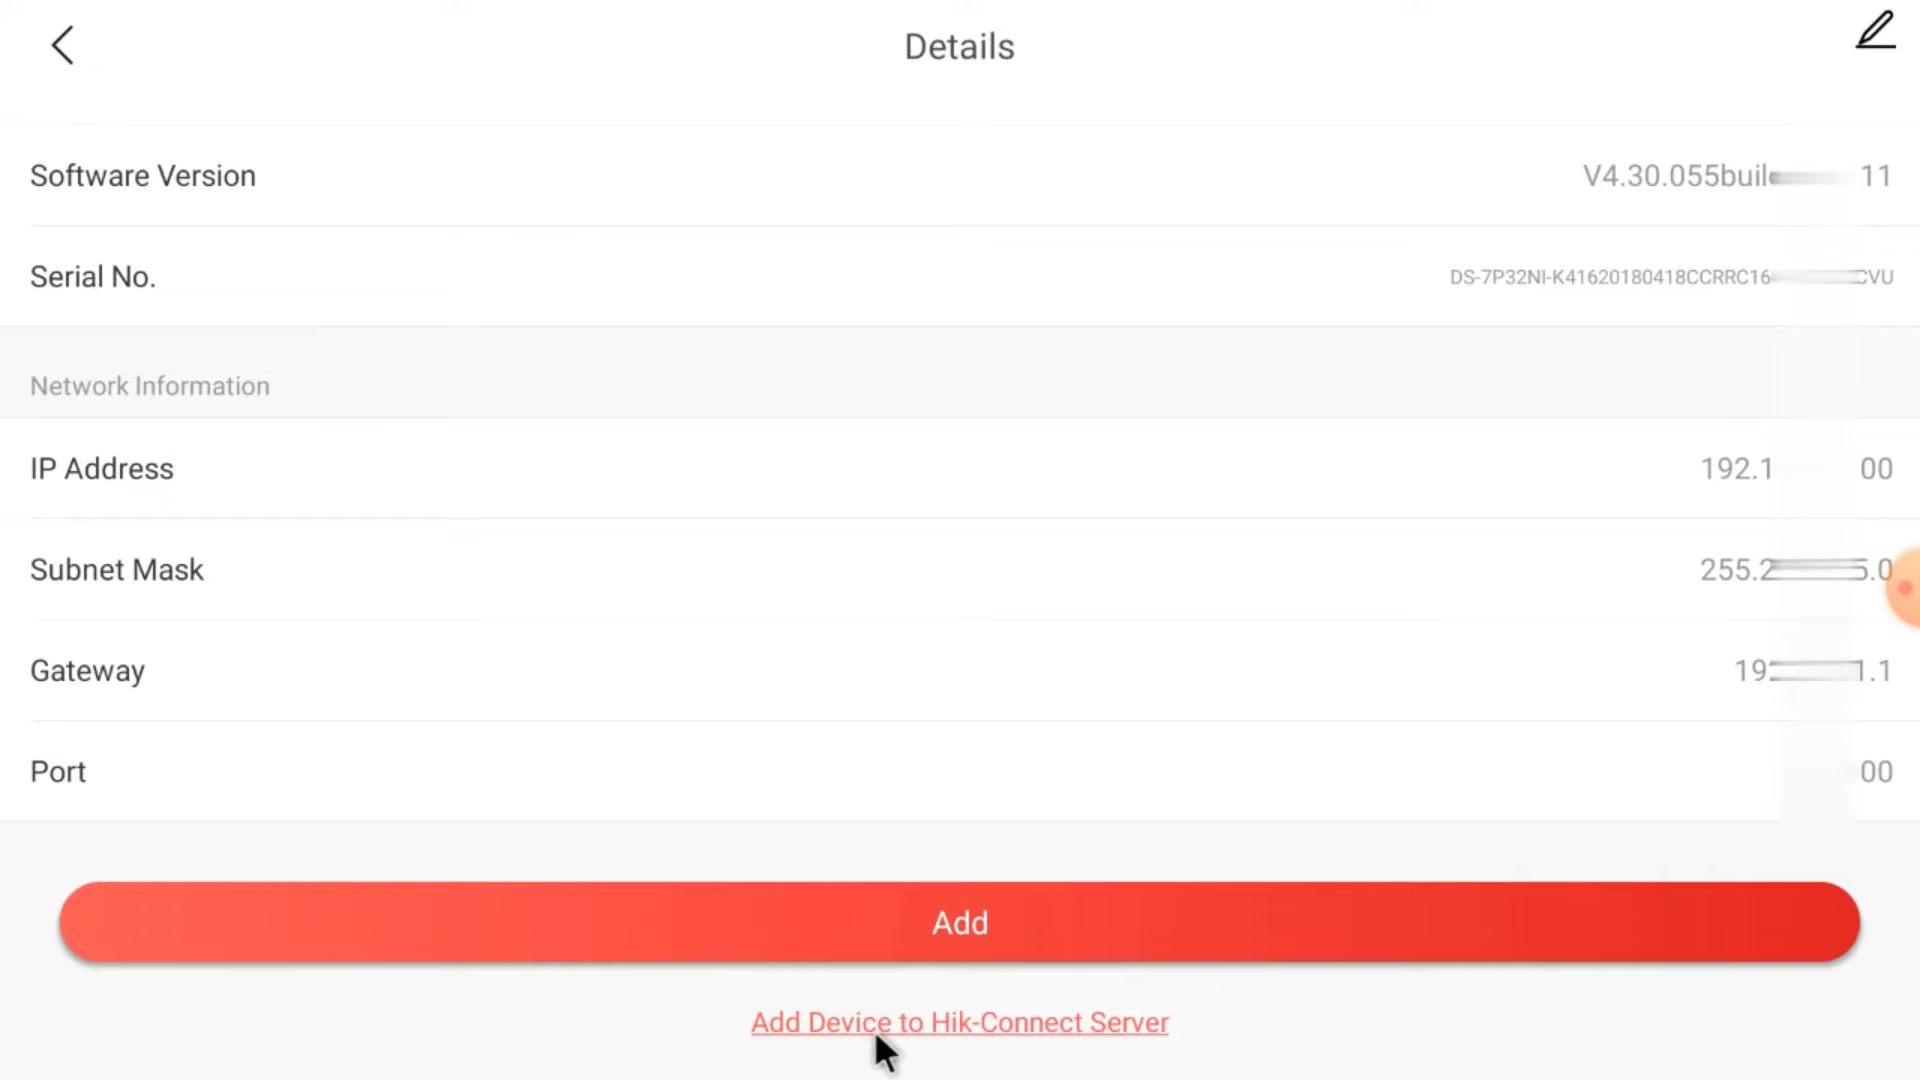 Details
Software Version V4.30.055buil 11
Serial No. DS-7P32NI-K41620180418CCRRC16 CVU
Network Information
IP Address 192.1 00
Subnet Mask 255.2 5.0
Gateway 19 1.1
Port 00
Add
Add Device to Hik-Connect Server